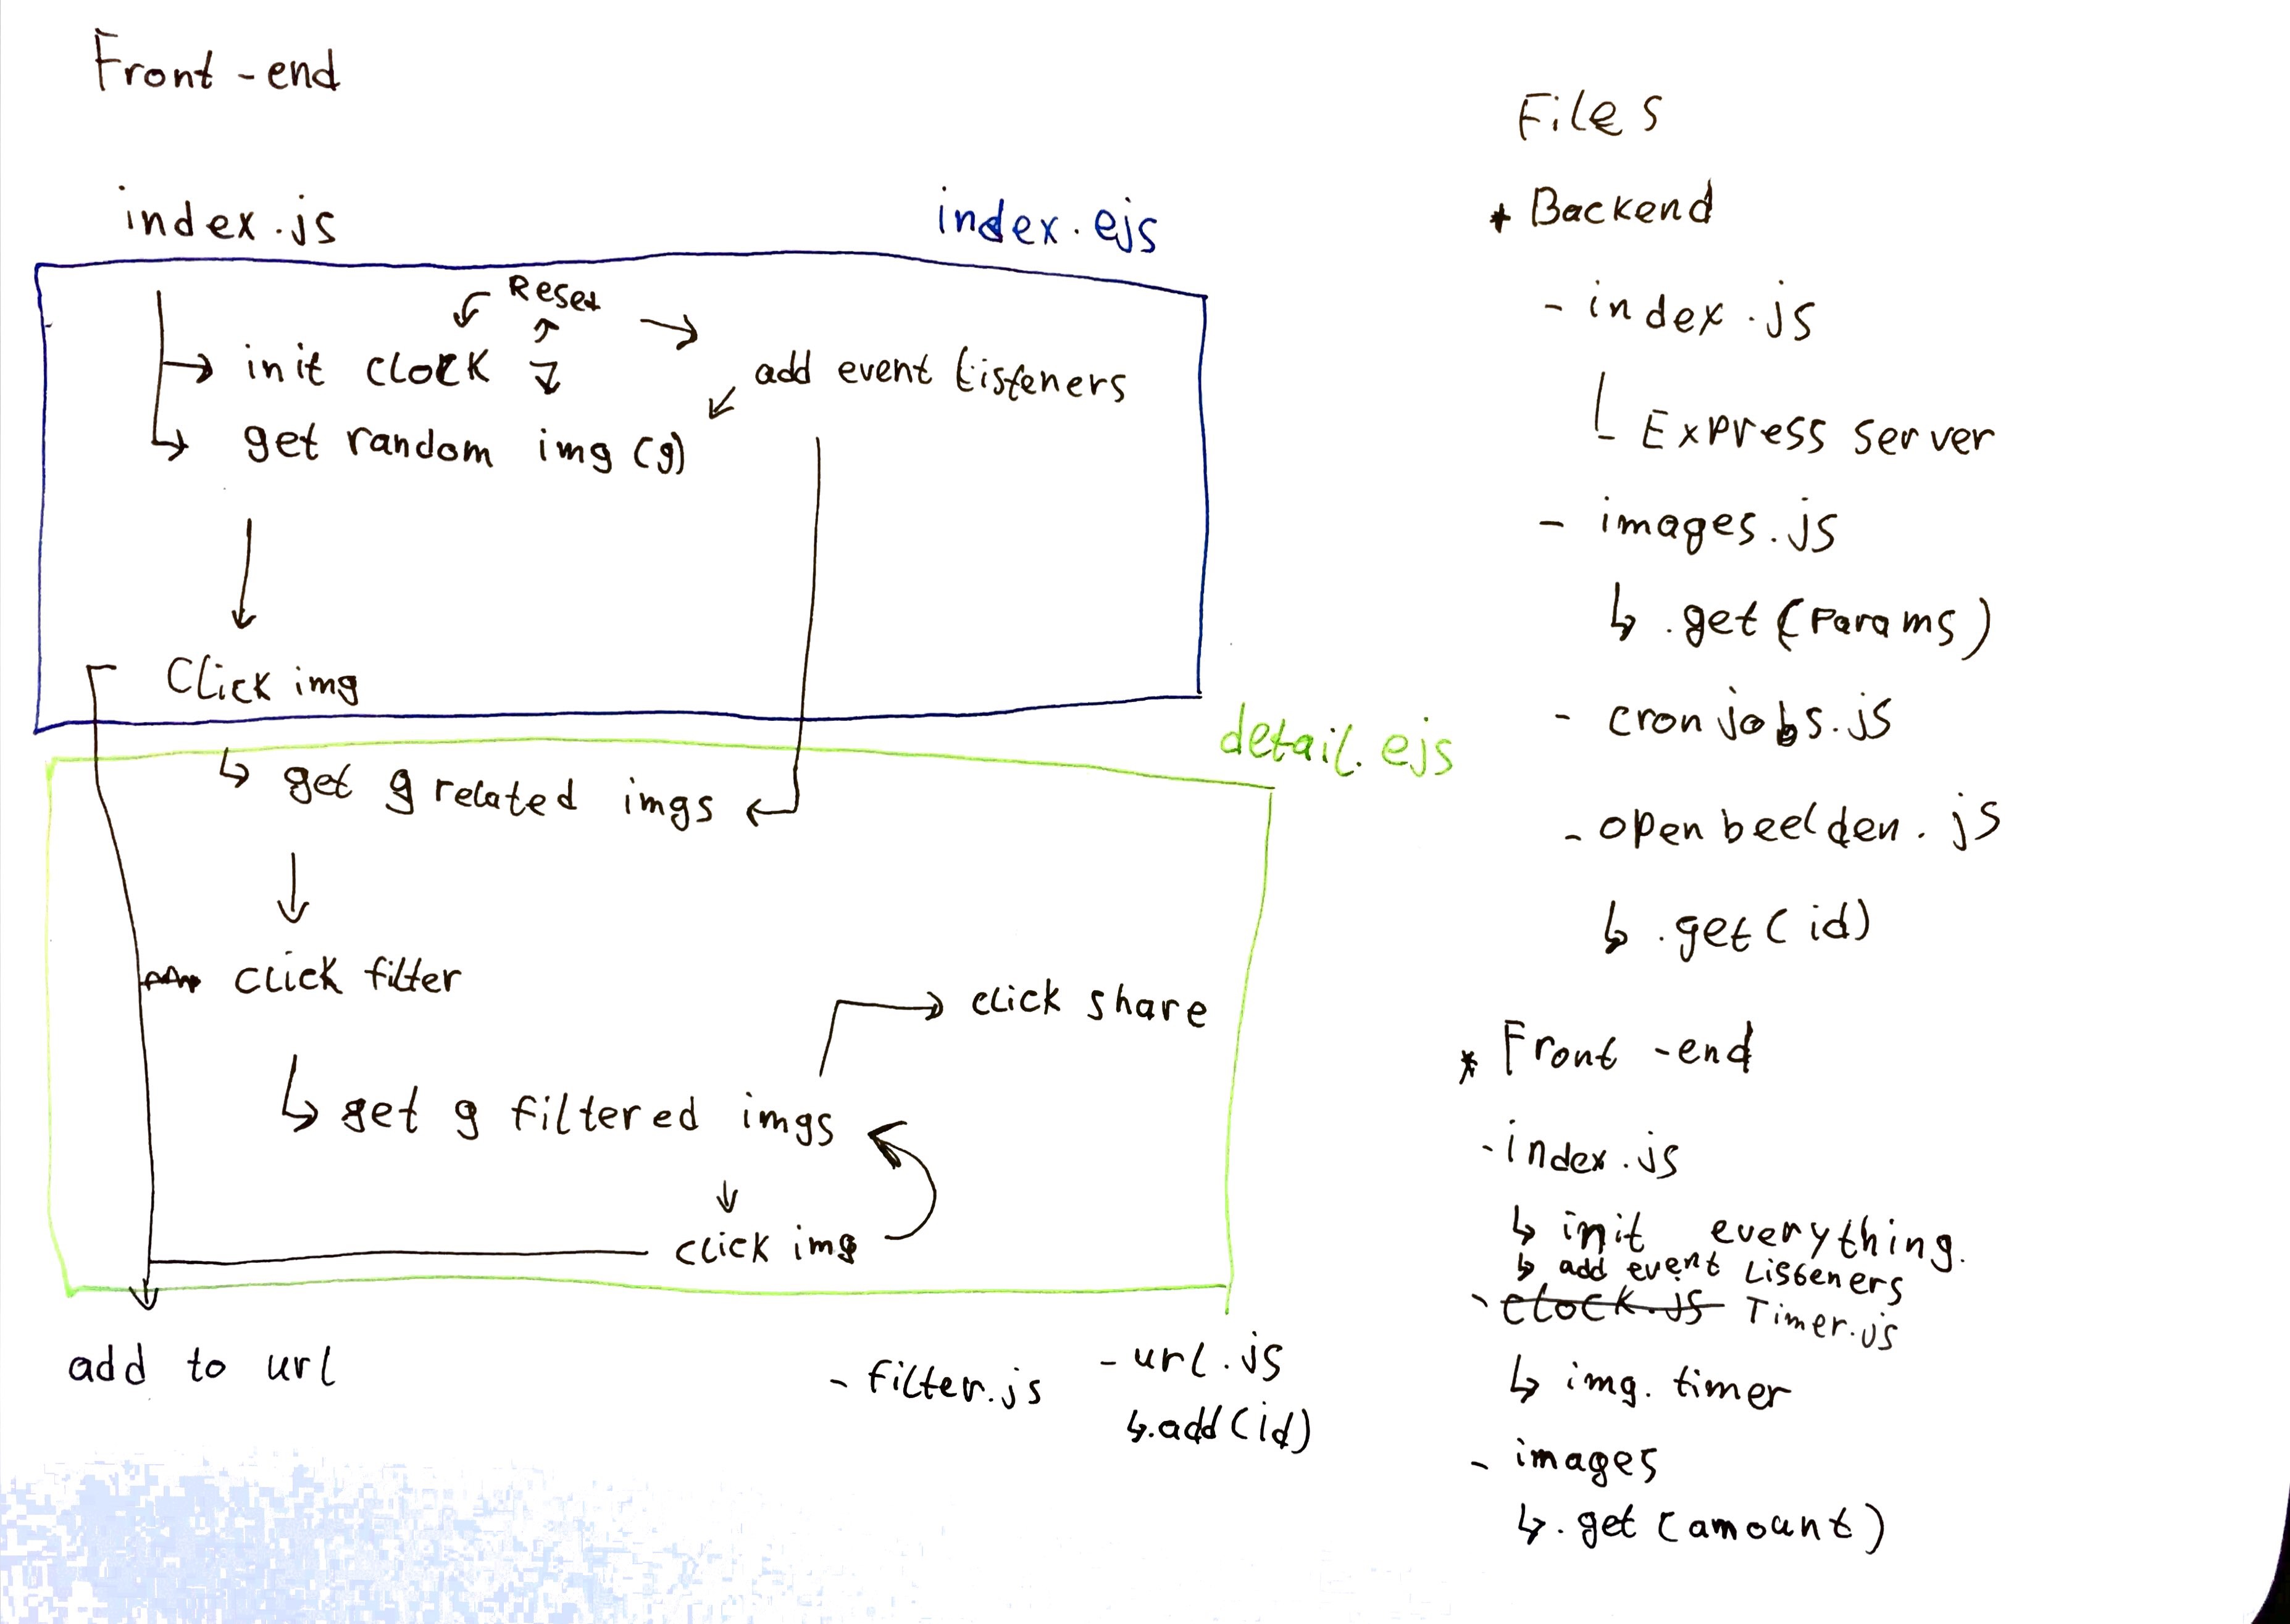 Front-end
index.js
index.ejs
Reset
init clock
add event listeners
get random img (g)
Click img
detail.ejs
get g related imgs
click filter
click share
get g filtered imgs
click img
add to url
- filter.js
- url.js
↳.add(id)
Files
* Backend
- index.js
Express server
- images.js
↳ .get(params)
- cronjobs.js
- openbeelden.js
↳ .get(id)
* Front-end
- index.js
↳ init everything.
↳ add event Listeners
- clock.js Timer.js
↳ img.timer
- images
↳.get(amount)